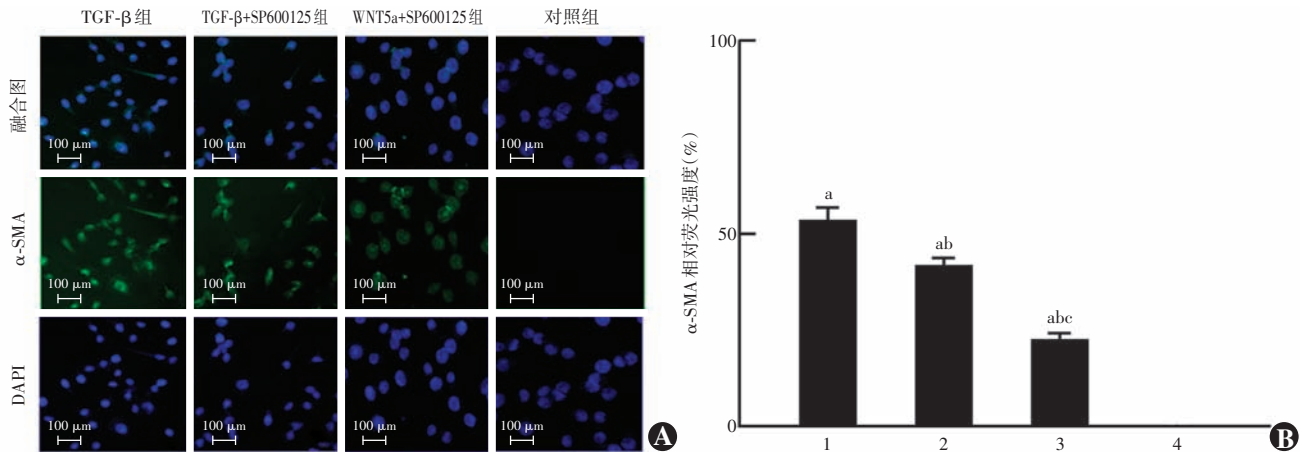 TGF-β组 TGF-β+SP600125组 WNT5a+SP600125组 对照组
融合图
100 μm 100 μm 100 μm 100 μm
α-SMA
100 μm 100 μm 100 μm 100 μm
DAPI
100 μm 100 μm 100 μm 100 μm
A
α-SMA 相对荧光强度(%)
100
50
0
a
ab
abc
1 2 3 4
B